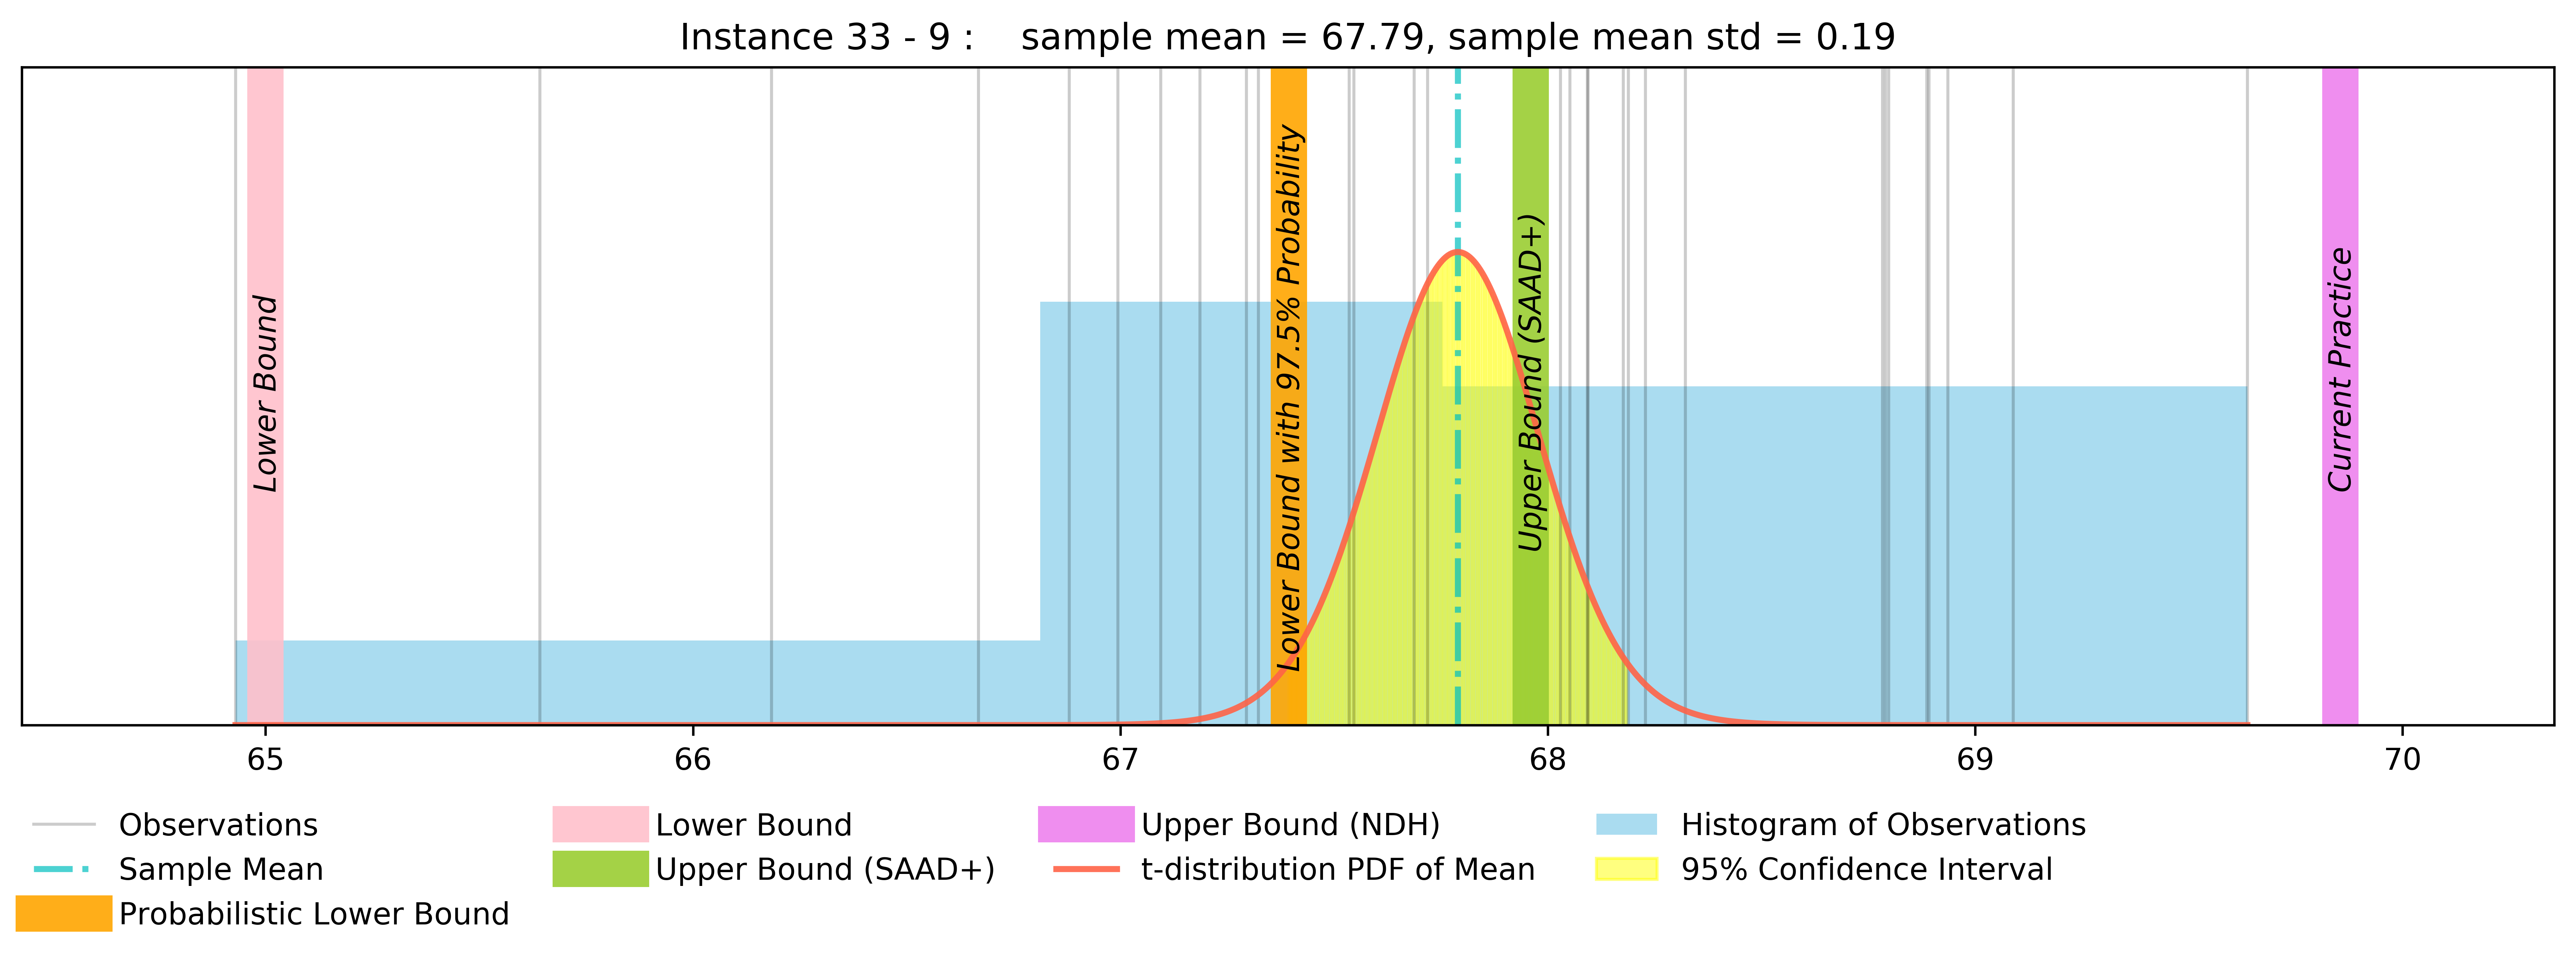 Instance 33 - 9 :    sample mean = 67.79, sample mean std = 0.19
Lower Bound
Lower Bound with 97.5% Probability
Upper Bound (SAAD+)
Current Practice
65 66 67 68 69 70
Observations Lower Bound Upper Bound (NDH) Histogram of Observations
Sample Mean Upper Bound (SAAD+) t-distribution PDF of Mean 95% Confidence Interval
Probabilistic Lower Bound